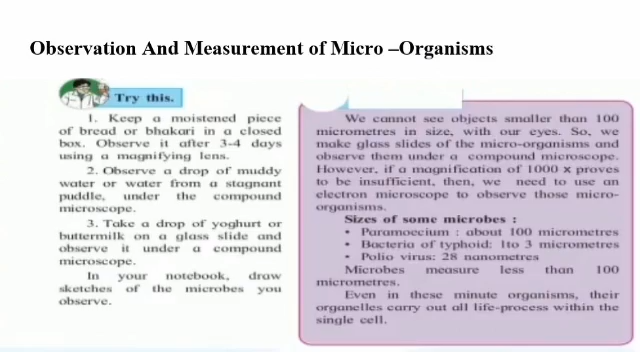 Observation And Measurement of Micro –Organisms
Try this.
1. Keep a moistened piece
of bread or bhakari in a closed
box. Observe it after 3-4 days
using a magnifying lens.
2. Observe a drop of muddy
water or water from a stagnant
puddle, under the compound
microscope.
3. Take a drop of yoghurt or
buttermilk on a glass slide and
observe it under a compound
microscope.
In your notebook, draw
sketches of the microbes you
observe.
We cannot see objects smaller than 100
micrometres in size, with our eyes. So, we
make glass slides of the micro-organisms and
observe them under a compound microscope.
However, if a magnification of 1000 x proves
to be insufficient, then, we need to use an
electron microscope to observe those micro-
organisms.
Sizes of some microbes :
• Paramoecium : about 100 micrometres
• Bacteria of typhoid: 1to 3 micrometres
• Polio virus: 28 nanometres
Microbes measure less than 100
micrometres.
Even in these minute organisms, their
organelles carry out all life-process within the
single cell.